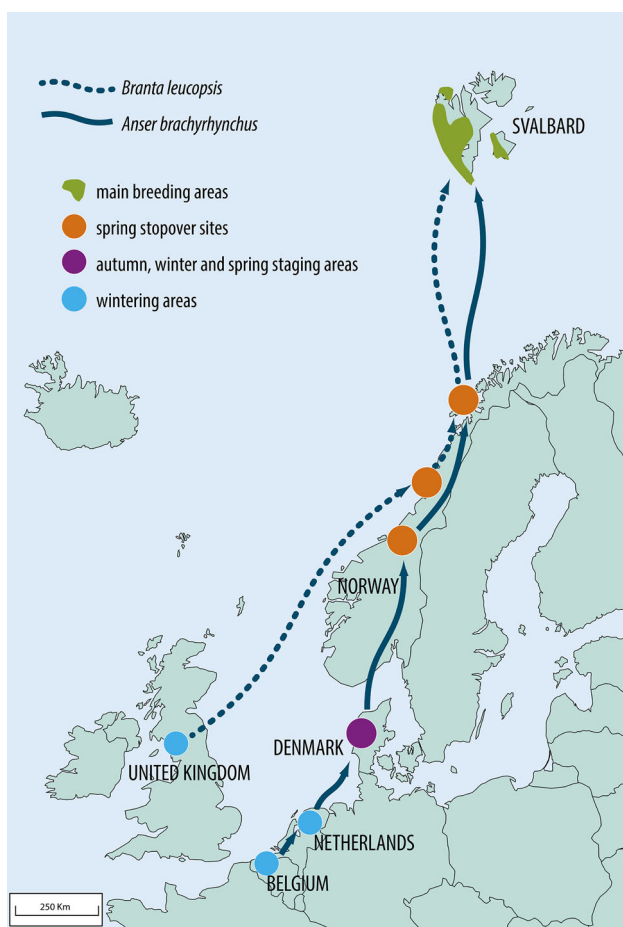 Branta leucopsis
Anser brachyrhynchus
SVALBARD
main breeding areas
spring stopover sites
autumn, winter and spring staging areas
wintering areas
NORWAY
DENMARK
UNITED KINGDOM
NETHERLANDS
BELGIUM
250 Km